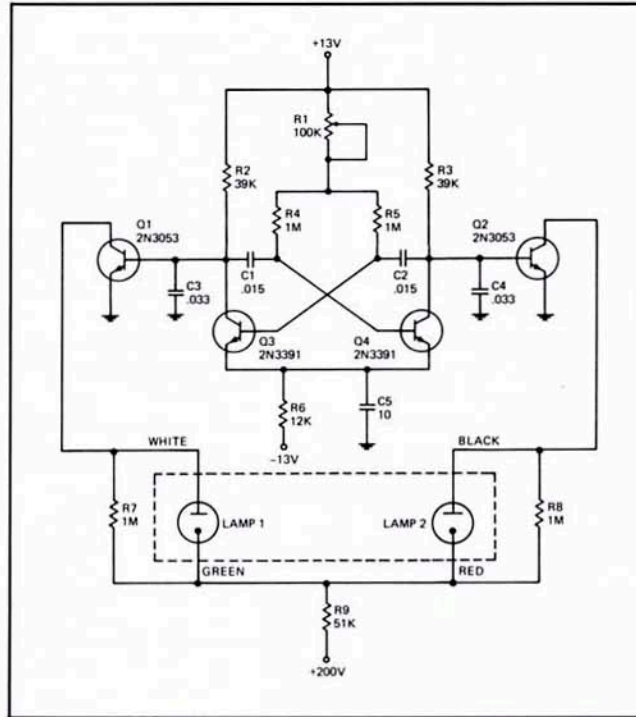 +13V
R1
100K
R2
39K
R3
39K
R4
1M
R5
1M
Q1
2N3053
Q2
2N3053
C3
.033
C1
.015
C2
.015
C4
.033
Q3
2N3391
Q4
2N3391
R6
12K
C5
10
-13V
WHITE
BLACK
R7
1M
LAMP 1
LAMP 2
R8
1M
GREEN
RED
R9
51K
+200V